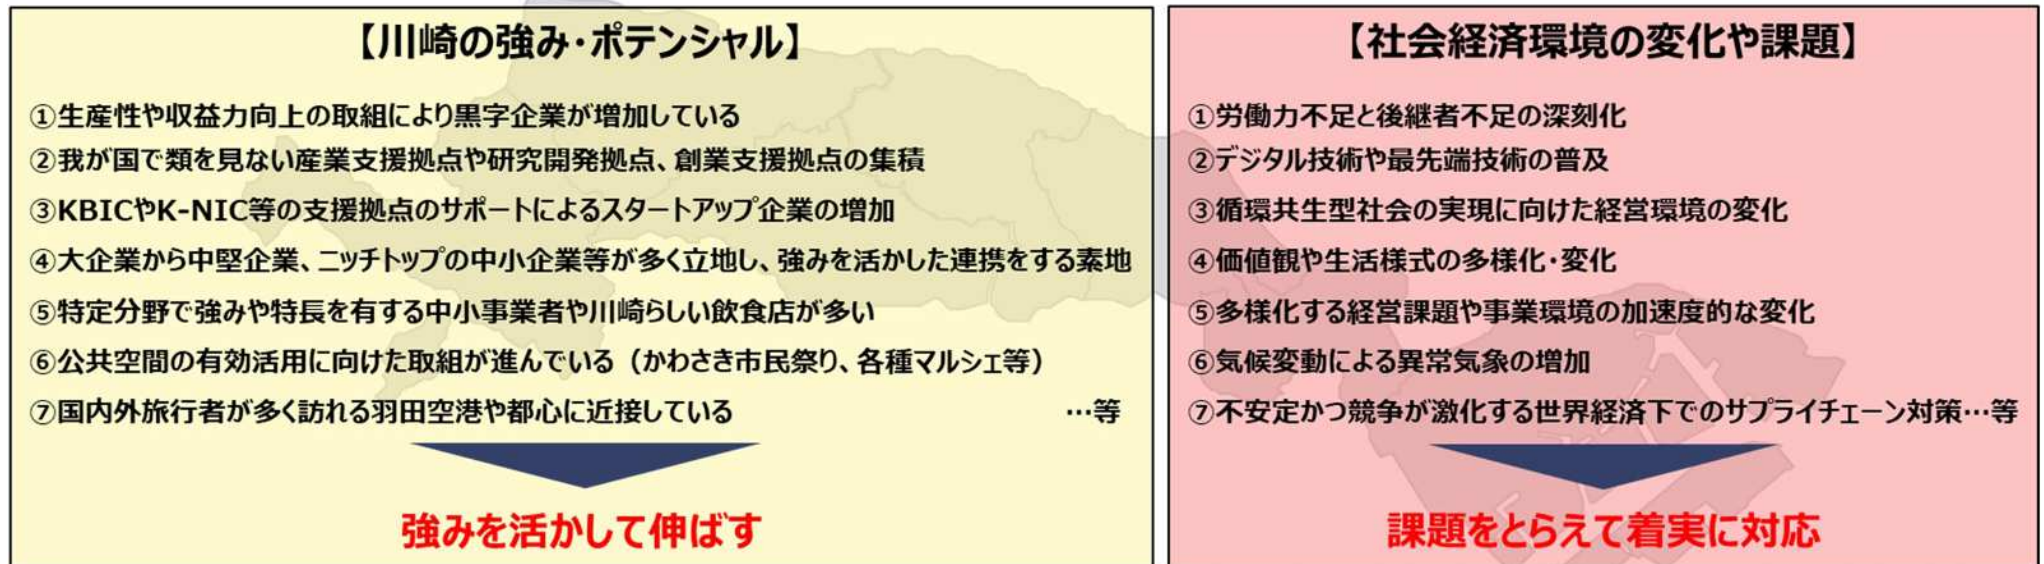 【川崎の強み・ポテンシャル】
①生産性や収益力向上の取組により黒字企業が増加している
②我が国で類を見ない産業支援拠点や研究開発拠点、創業支援拠点の集積
③KBICやK-NIC等の支援拠点のサポートによるスタートアップ企業の増加
④大企業から中堅企業、ニッチトップの中小企業等が多く立地し、強みを活かした連携をする素地
⑤特定分野で強みや特長を有する中小事業者や川崎らしい飲食店が多い
⑥公共空間の有効活用に向けた取組が進んでいる（かわさき市民祭り、各種マルシェ等）
⑦国内外旅行者が多く訪れる羽田空港や都心に近接している …等
強みを活かして伸ばす
【社会経済環境の変化や課題】
①労働力不足と後継者不足の深刻化
②デジタル技術や最先端技術の普及
③循環共生型社会の実現に向けた経営環境の変化
④価値観や生活様式の多様化・変化
⑤多様化する経営課題や事業環境の加速度的な変化
⑥気候変動による異常気象の増加
⑦不安定かつ競争が激化する世界経済下でのサプライチェーン対策…等
課題をとらえて着実に対応